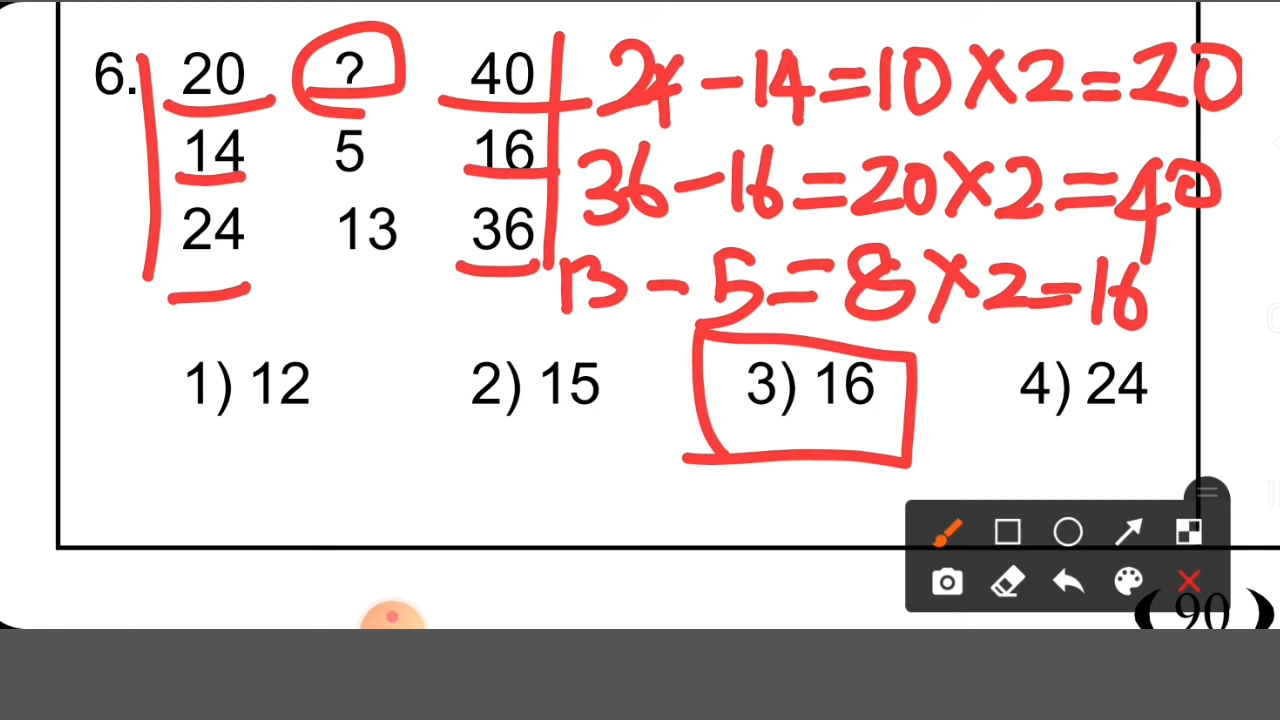 6. 20 ? 40 24 - 14 = 10 × 2 = 20
14 5 16 36 - 16 = 20 × 2 = 40
24 13 36 13 - 5 = 8 × 2 = 16
1) 12 2) 15 3) 16 4) 24
90